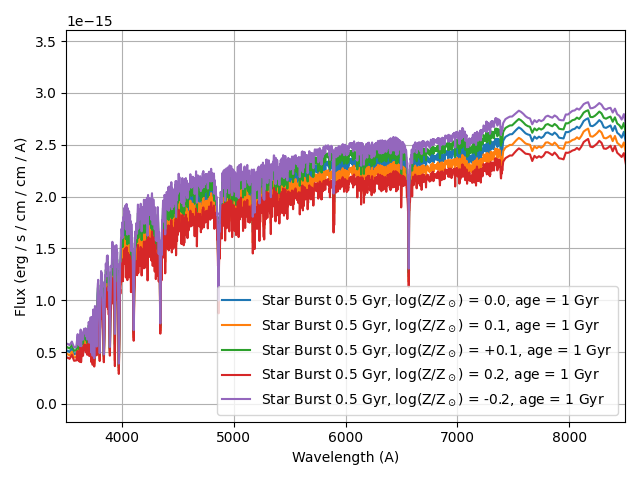 1e−15
3.5
3.0
2.5
2.0
1.5
1.0
0.5
0.0
Flux (erg / s / cm / cm / A)
Star Burst 0.5 Gyr, log(Z/Z⊙) = 0.0, age = 1 Gyr
Star Burst 0.5 Gyr, log(Z/Z⊙) = 0.1, age = 1 Gyr
Star Burst 0.5 Gyr, log(Z/Z⊙) = +0.1, age = 1 Gyr
Star Burst 0.5 Gyr, log(Z/Z⊙) = 0.2, age = 1 Gyr
Star Burst 0.5 Gyr, log(Z/Z⊙) = -0.2, age = 1 Gyr
4000 5000 6000 7000 8000
Wavelength (A)